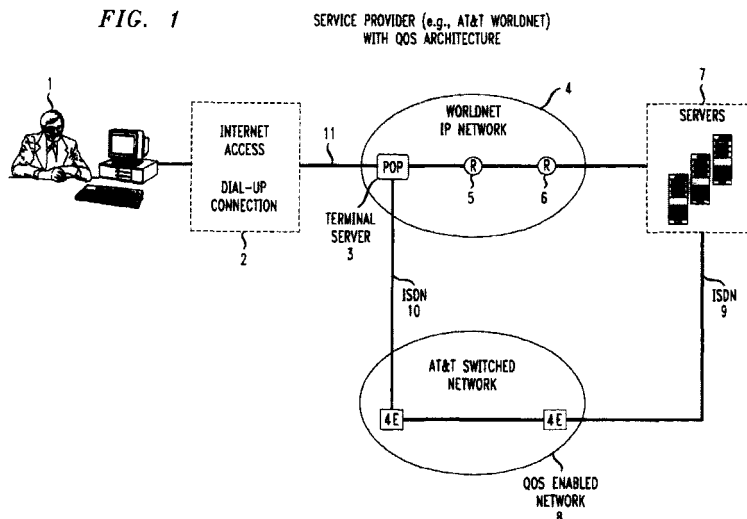 FIG. 1
SERVICE PROVIDER (e.g., AT&T WORLDNET)
WITH QOS ARCHITECTURE
1
INTERNET
ACCESS
DIAL-UP
CONNECTION
2
11
WORLDNET
IP NETWORK
4
POP
R
R
5
6
TERMINAL
SERVER
3
7
SERVERS
ISDN
10
ISDN
9
AT&T SWITCHED
NETWORK
4E
4E
QOS ENABLED
NETWORK
8